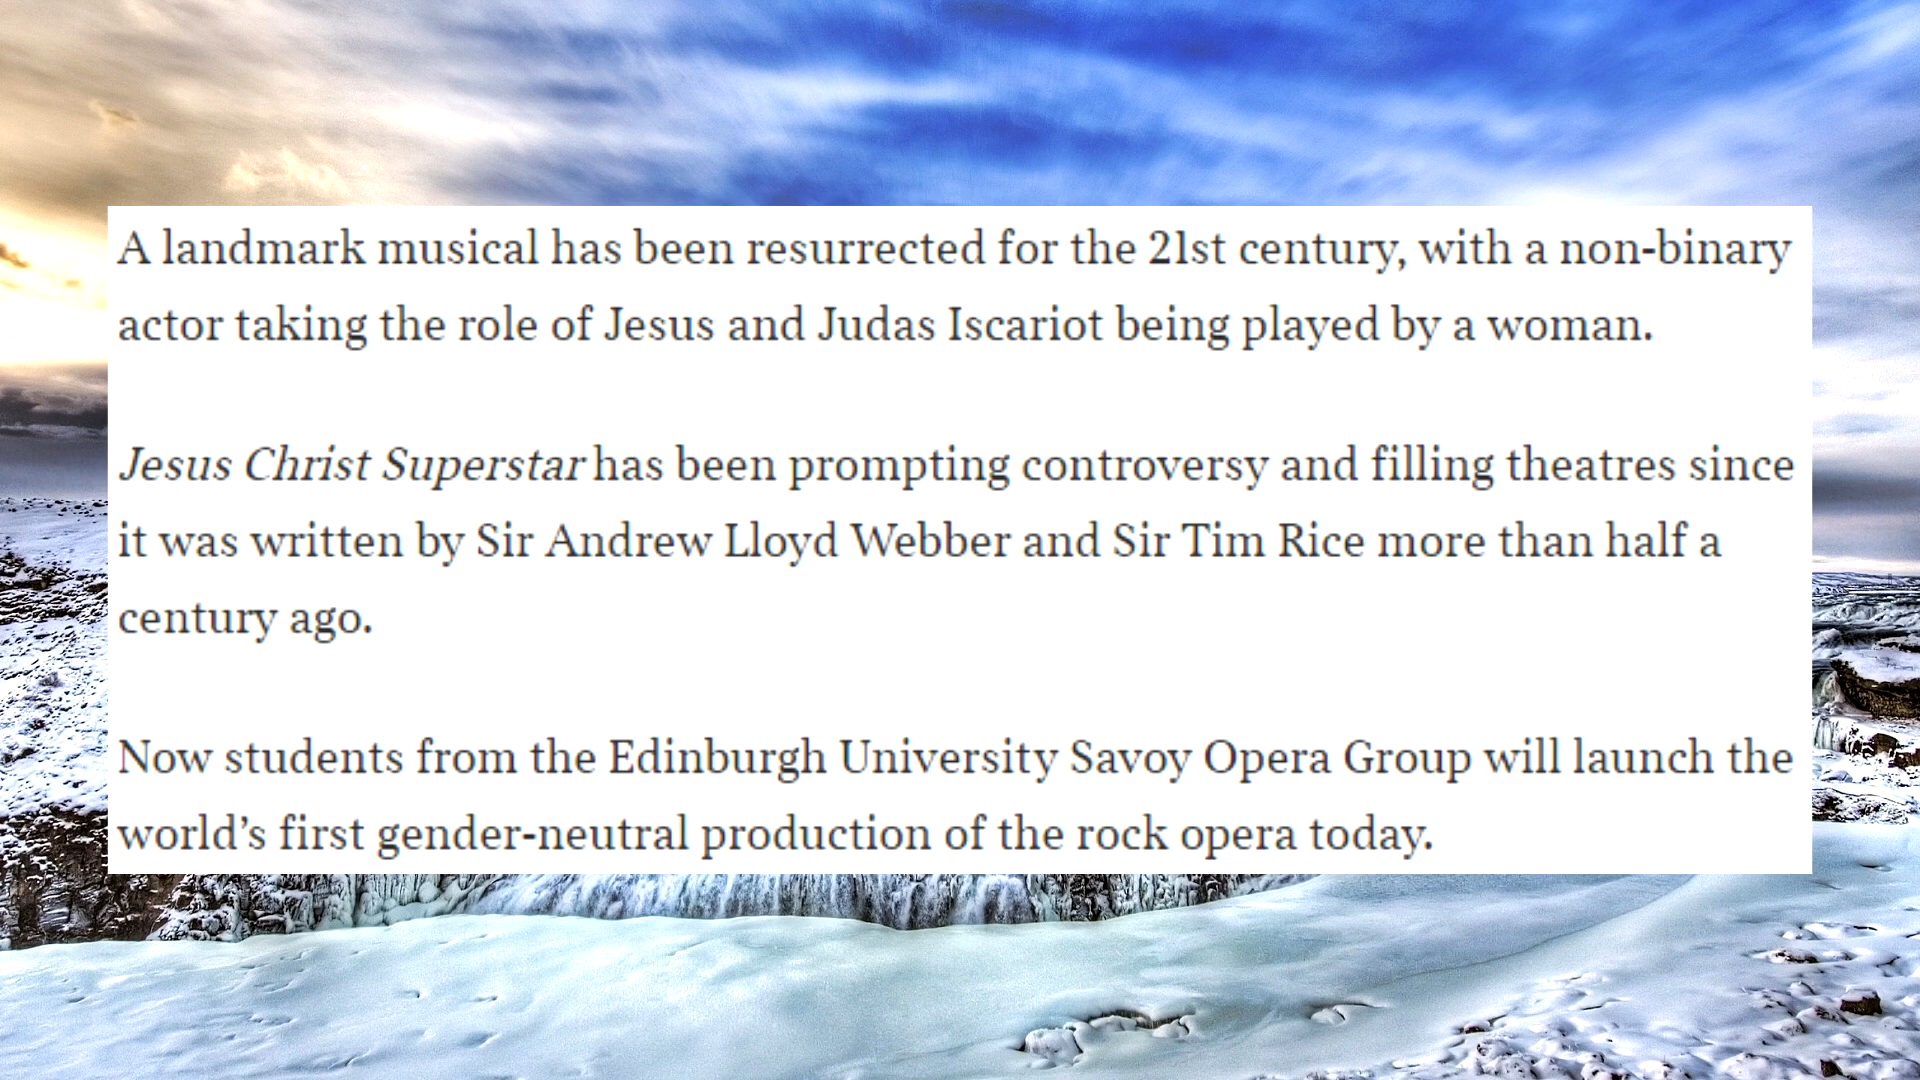 A landmark musical has been resurrected for the 21st century, with a non-binary
actor taking the role of Jesus and Judas Iscariot being played by a woman.
Jesus Christ Superstar has been prompting controversy and filling theatres since
it was written by Sir Andrew Lloyd Webber and Sir Tim Rice more than half a
century ago.
Now students from the Edinburgh University Savoy Opera Group will launch the
world’s first gender-neutral production of the rock opera today.